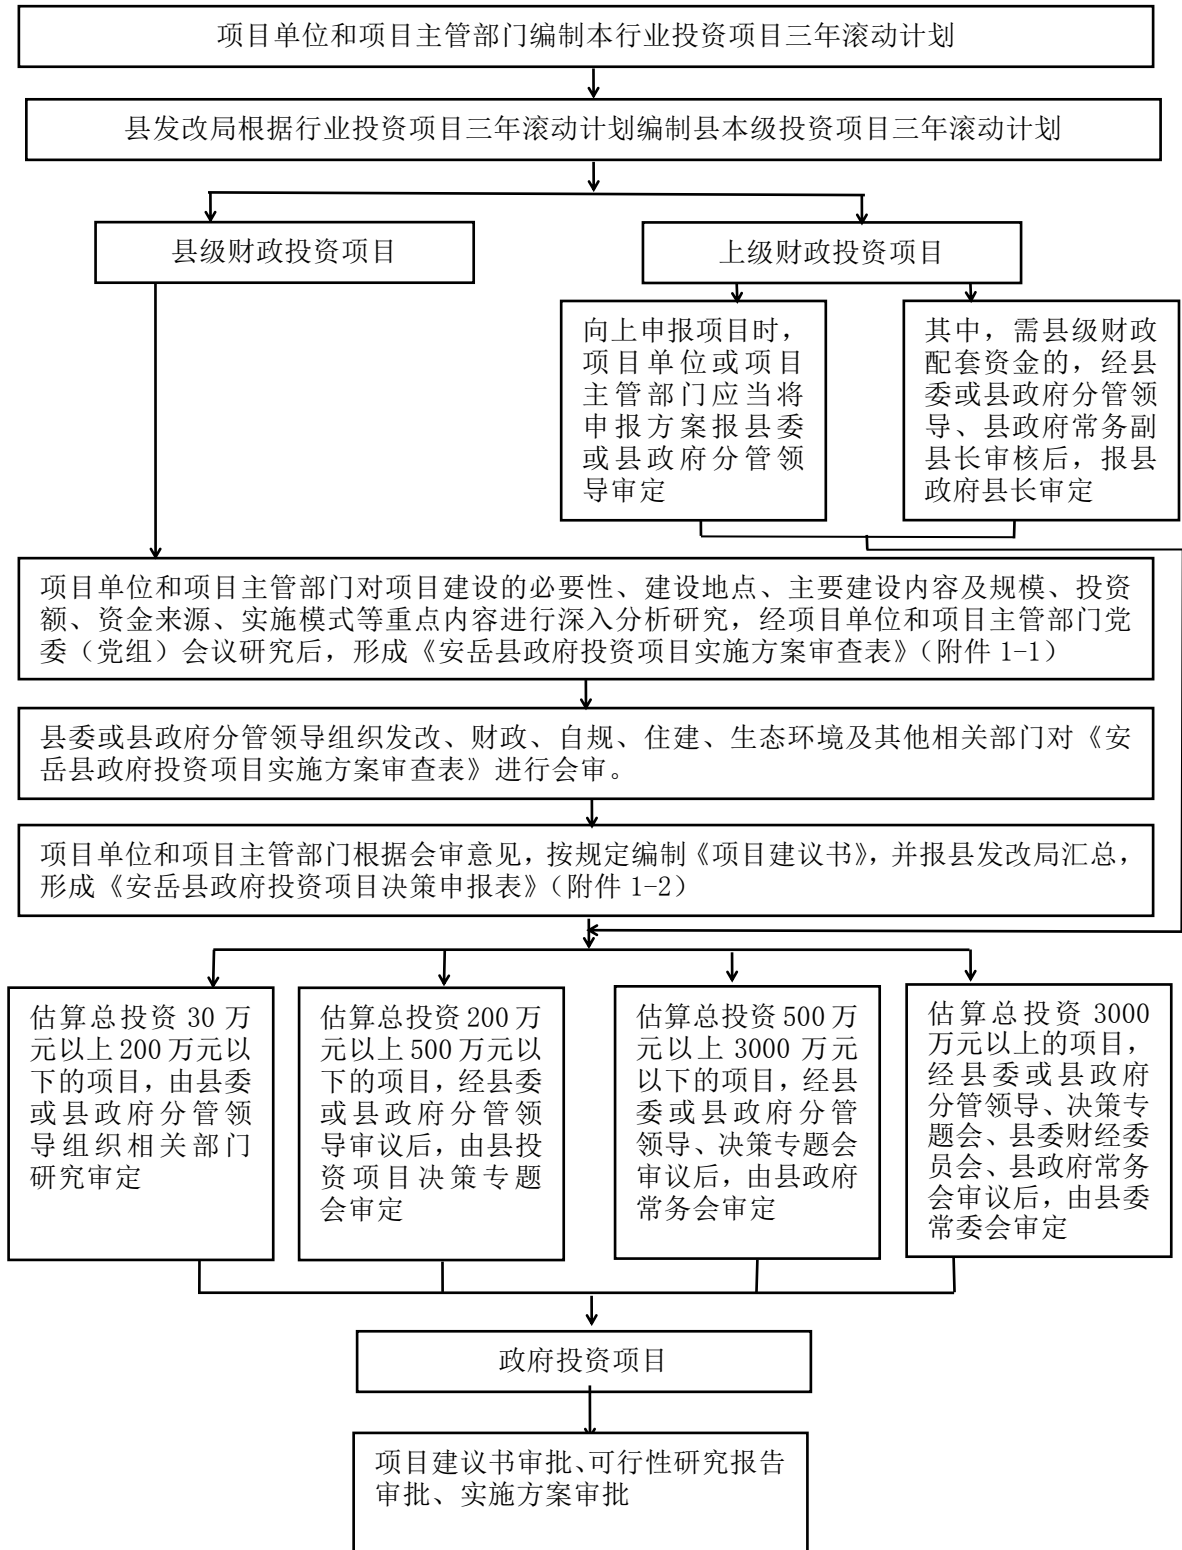 项目单位和项目主管部门编制本行业投资项目三年滚动计划
县发改局根据行业投资项目三年滚动计划编制县本级投资项目三年滚动计划
县级财政投资项目
上级财政投资项目
向上申报项目时，
项目单位或项目
主管部门应当将
申报方案报县委
或县政府分管领
导审定
其中，需县级财政
配套资金的，经县
委或县政府分管领
导、县政府常务副
县长审核后，报县
政府县长审定
项目单位和项目主管部门对项目建设的必要性、建设地点、主要建设内容及规模、投资
额、资金来源、实施模式等重点内容进行深入分析研究，经项目单位和项目主管部门党
委（党组）会议研究后，形成《安岳县政府投资项目实施方案审查表》（附件 1-1）
县委或县政府分管领导组织发改、财政、自规、住建、生态环境及其他相关部门对《安
岳县政府投资项目实施方案审查表》进行会审。
项目单位和项目主管部门根据会审意见，按规定编制《项目建议书》，并报县发改局汇总，
形成《安岳县政府投资项目决策申报表》（附件 1-2）
估算总投资 30 万
元以上 200 万元以
下的项目，由县委
或县政府分管领
导组织相关部门
研究审定
估算总投资 200 万
元以上 500 万元以
下的项目，经县委
或县政府分管领
导审议后，由县投
资项目决策专题
会审定
估算总投资 500 万
元以上 3000 万元
以下的项目，经县
委或县政府分管
领导、决策专题会
审议后，由县政府
常务会审定
估算总投资 3000
万元以上的项目，
经县委或县政府
分管领导、决策专
题会、县委财经委
员会、县政府常务
会审议后，由县委
常委会审定
政府投资项目
项目建议书审批、可行性研究报告
审批、实施方案审批